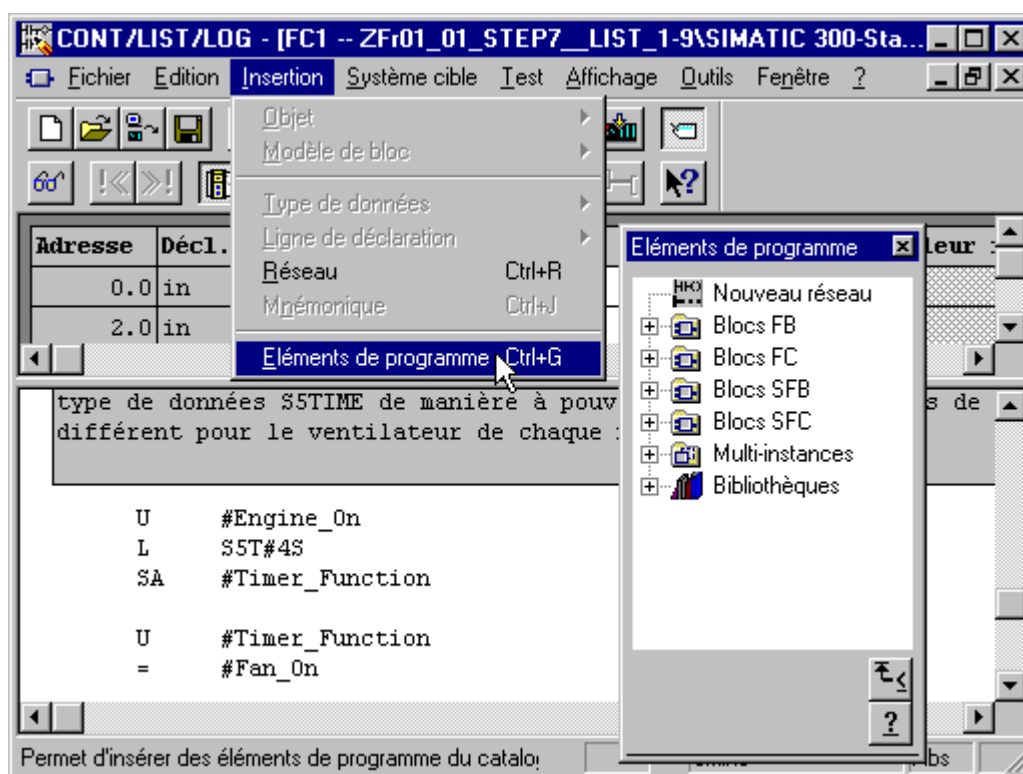 CONT/LIST/LOG - [FC1 -- ZFr01_01_STEP7__LIST_1-9\SIMATIC 300-Sta...
Fichier Edition Insertion Système cible Test Affichage Outils Fenêtre ?
Objet
Modèle de bloc
Type de données
Ligne de déclaration
Réseau Ctrl+R
Mnémonique Ctrl+J
Eléments de programme Ctrl+G
Adresse Décl.
0.0 in
2.0 in
Eléments de programme
Nouveau réseau
Blocs FB
Blocs FC
Blocs SFB
Blocs SFC
Multi-instances
Bibliothèques
?
type de données S5TIME de manière à pouv s de
différent pour le ventilateur de chaque
U #Engine_On
L S5T#4S
SA #Timer_Function
U #Timer_Function
= #Fan_On
Permet d'insérer des éléments de programme du catalo